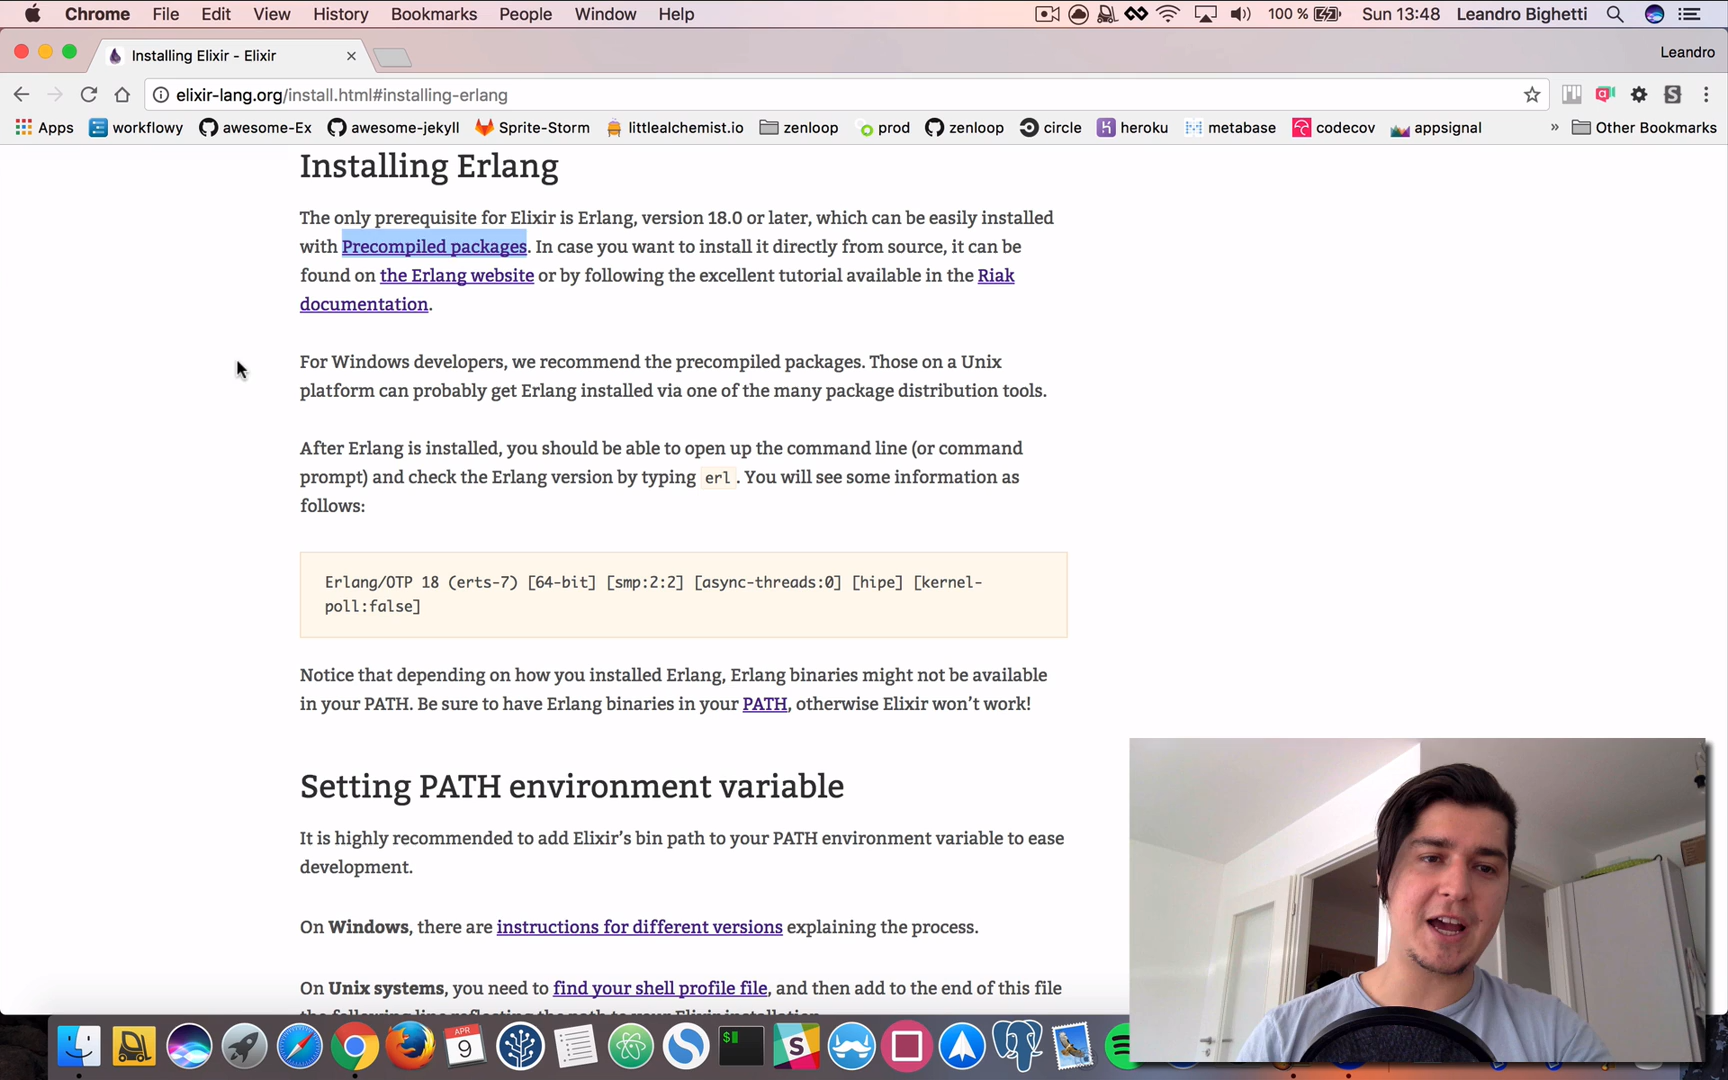 Chrome File Edit View History Bookmarks People Window Help 100 % Sun 13:48 Leandro Bighetti
Installing Elixir - Elixir Leandro
elixir-lang.org/install.html#installing-erlang
Apps workflowy awesome-Ex awesome-jekyll Sprite-Storm littlealchemist.io zenloop prod zenloop circle heroku metabase codecov appsignal » Other Bookmarks
Installing Erlang
The only prerequisite for Elixir is Erlang, version 18.0 or later, which can be easily installed
with Precompiled packages. In case you want to install it directly from source, it can be
found on the Erlang website or by following the excellent tutorial available in the Riak
documentation.
For Windows developers, we recommend the precompiled packages. Those on a Unix
platform can probably get Erlang installed via one of the many package distribution tools.
After Erlang is installed, you should be able to open up the command line (or command
prompt) and check the Erlang version by typing erl. You will see some information as
follows:
Erlang/OTP 18 (erts-7) [64-bit] [smp:2:2] [async-threads:0] [hipe] [kernel-
poll:false]
Notice that depending on how you installed Erlang, Erlang binaries might not be available
in your PATH. Be sure to have Erlang binaries in your PATH, otherwise Elixir won’t work!
Setting PATH environment variable
It is highly recommended to add Elixir’s bin path to your PATH environment variable to ease
development.
On Windows, there are instructions for different versions explaining the process.
On Unix systems, you need to find your shell profile file, and then add to the end of this file
the following line reflecting the path to your Elixir installation
APR
9
$
S